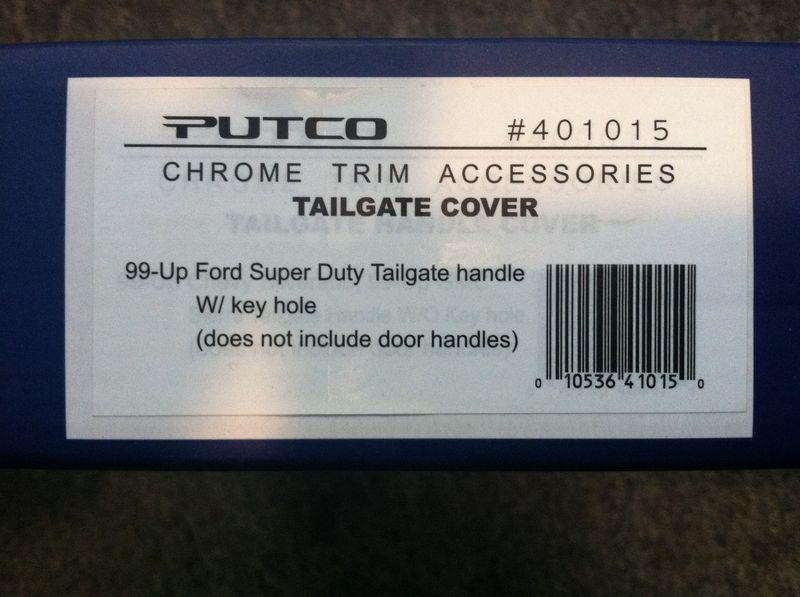 PUTCO #401015
CHROME TRIM ACCESSORIES
TAILGATE COVER
99-Up Ford Super Duty Tailgate handle
W/ key hole
(does not include door handles)
0 10536 41015 0